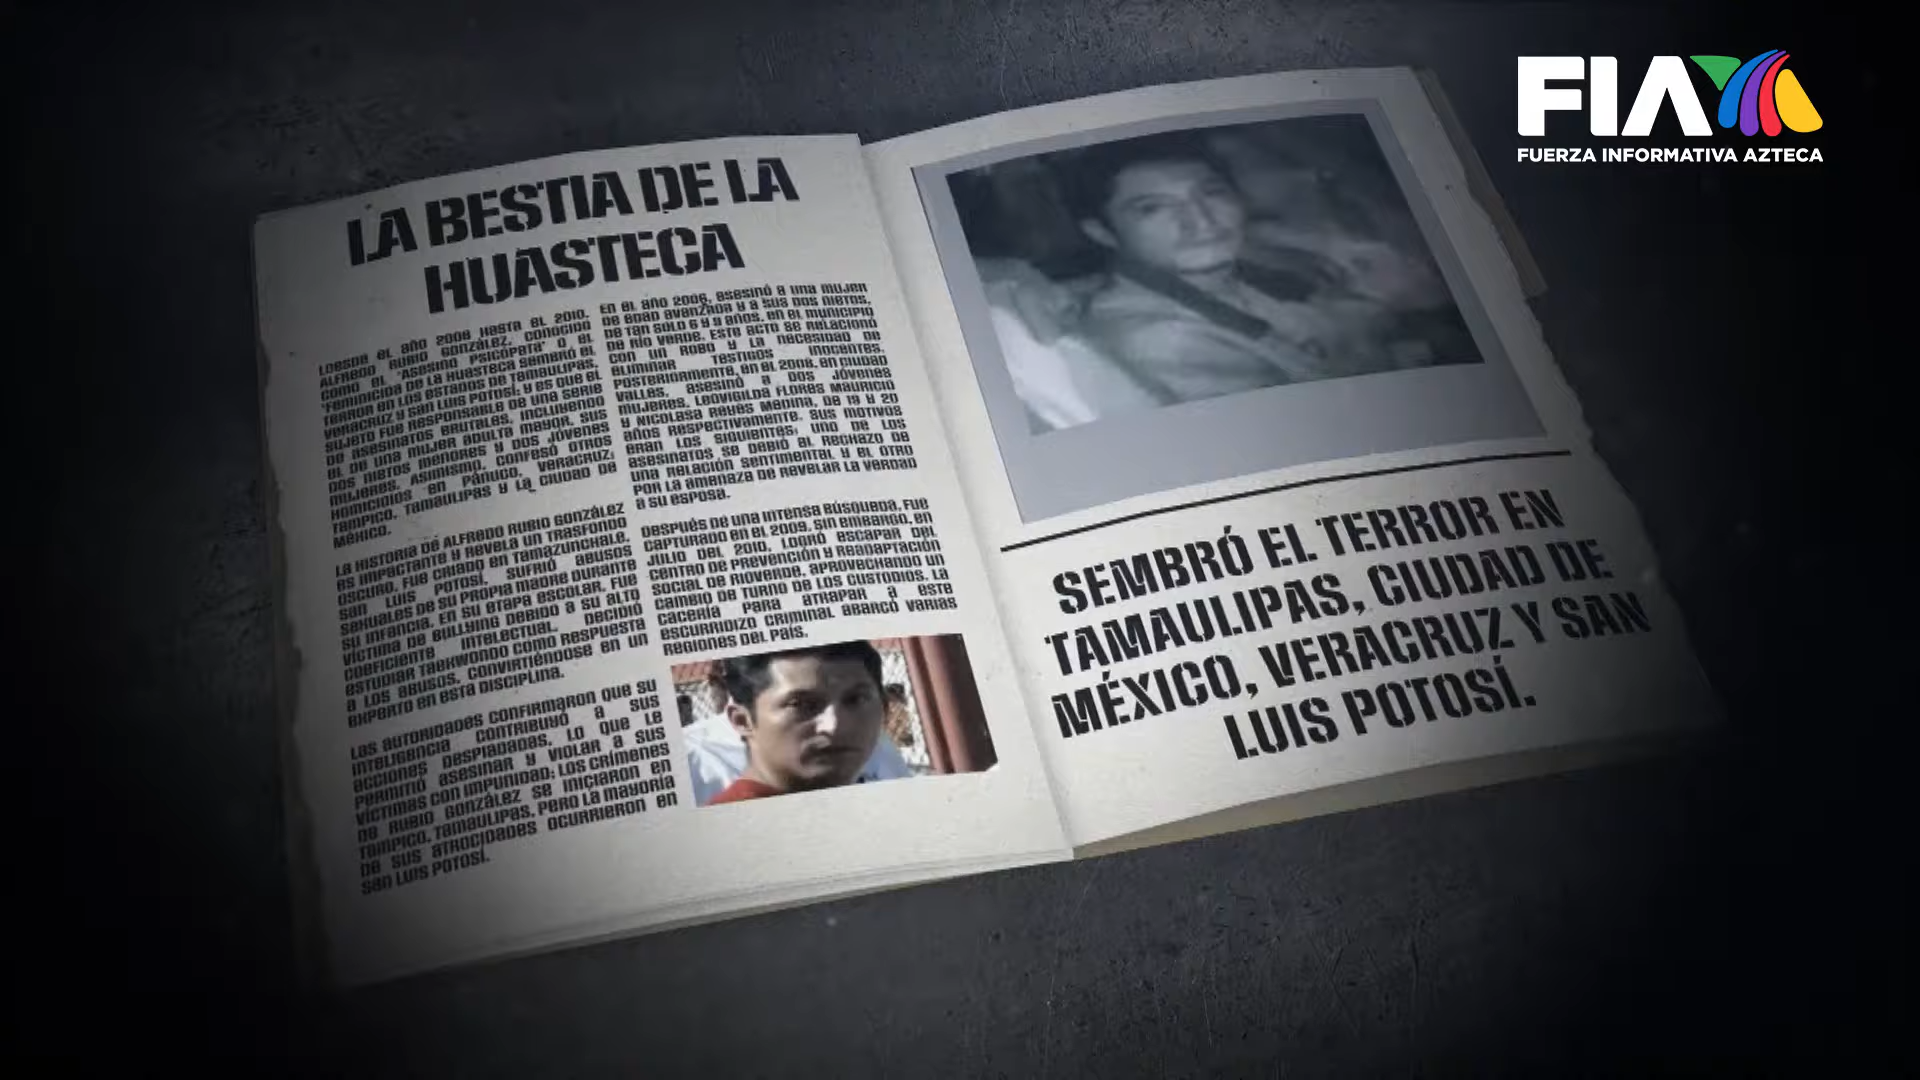 LA BESTIA DE LA
HUASTECA
DESDE EL AÑO 2006 HASTA EL 2010,
ALFREDO RUBIO GONZÁLEZ, CONOCIDO
COMO EL 'ASESINO PSICÓPATA' O EL
'FEMINICIDA DE LA HUASTECA SEMBRÓ EL
TERROR EN LOS ESTADOS DE TAMAULIPAS,
VERACRUZ Y SAN LUIS POTOSÍ; Y ES QUE EL
SUJETO FUE RESPONSABLE DE UNA SERIE
DE ASESINATOS BRUTALES, INCLUYENDO
EL DE UNA MUJER ADULTA MAYOR, SUS
DOS NIETOS MENORES Y DOS JÓVENES
MUJERES. ASIMISMO, CONFESÓ OTROS
HOMICIDIOS EN PÁNUCO, VERACRUZ;
TAMPICO, TAMAULIPAS Y LA CIUDAD DE
MÉXICO.
LA HISTORIA DE ALFREDO RUBIO GONZÁLEZ
ES IMPACTANTE Y REVELA UN TRASFONDO
OSCURO, FUE CRIADO EN TAMAZUNCHALE,
SAN LUIS POTOSÍ, SUFRIÓ ABUSOS
SEXUALES DE SU PROPIA MADRE DURANTE
SU INFANCIA. EN SU ETAPA ESCOLAR, FUE
VÍCTIMA DE BULLYING DEBIDO A SU ALTO
COEFICIENTE INTELECTUAL, DECIDIÓ
ESTUDIAR TAEKWONDO COMO RESPUESTA
A LOS ABUSOS, CONVIRTIÉNDOSE EN UN
EXPERTO EN ESTA DISCIPLINA.
LAS AUTORIDADES CONFIRMARON QUE SU
INTELIGENCIA CONTRIBUYÓ A SUS
ACCIONES DESPIADADAS, LO QUE LE
PERMITIÓ ASESINAR Y VIOLAR A SUS
VÍCTIMAS CON IMPUNIDAD; LOS CRÍMENES
DE RUBIO GONZÁLEZ SE INICIARON EN
TAMPICO, TAMAULIPAS, PERO LA MAYORÍA
DE SUS ATROCIDADES OCURRIERON EN
SAN LUIS POTOSÍ.
EN EL AÑO 2006, ASESINÓ A UNA MUJER
DE EDAD AVANZADA Y A SUS DOS NIETOS,
DE TAN SOLO 6 Y 9 AÑOS, EN EL MUNICIPIO
DE RÍO VERDE. ESTE ACTO SE RELACIONÓ
CON UN ROBO Y LA NECESIDAD DE
ELIMINAR TESTIGOS INOCENTES.
POSTERIORMENTE, EN EL 2008, EN CIUDAD
VALLES, ASESINÓ A DOS JÓVENES
MUJERES, LEOVIGILDA FLORES MAURICIO
Y NICOLASA REYES MEDINA, DE 19 Y 20
AÑOS RESPECTIVAMENTE. SUS MOTIVOS
ERAN LOS SIGUIENTES: UNO DE LOS
ASESINATOS SE DEBIÓ AL RECHAZO DE
UNA RELACIÓN SENTIMENTAL Y EL OTRO
POR LA AMENAZA DE REVELAR LA VERDAD
A SU ESPOSA.
DESPUÉS DE UNA INTENSA BÚSQUEDA, FUE
CAPTURADO EN EL 2009. SIN EMBARGO, EN
JULIO DEL 2010, LOGRÓ ESCAPAR DEL
CENTRO DE PREVENCIÓN Y READAPTACIÓN
SOCIAL DE RIOVERDE, APROVECHANDO UN
CAMBIO DE TURNO DE LOS CUSTODIOS. LA
CACERÍA PARA ATRAPAR A ESTE
ESCURRIDIZO CRIMINAL ABARCÓ VARIAS
REGIONES DEL PAÍS.
SEMBRÓ EL TERROR EN
TAMAULIPAS, CIUDAD DE
MÉXICO, VERACRUZ Y SAN
LUIS POTOSÍ.
FIA
FUERZA INFORMATIVA AZTECA